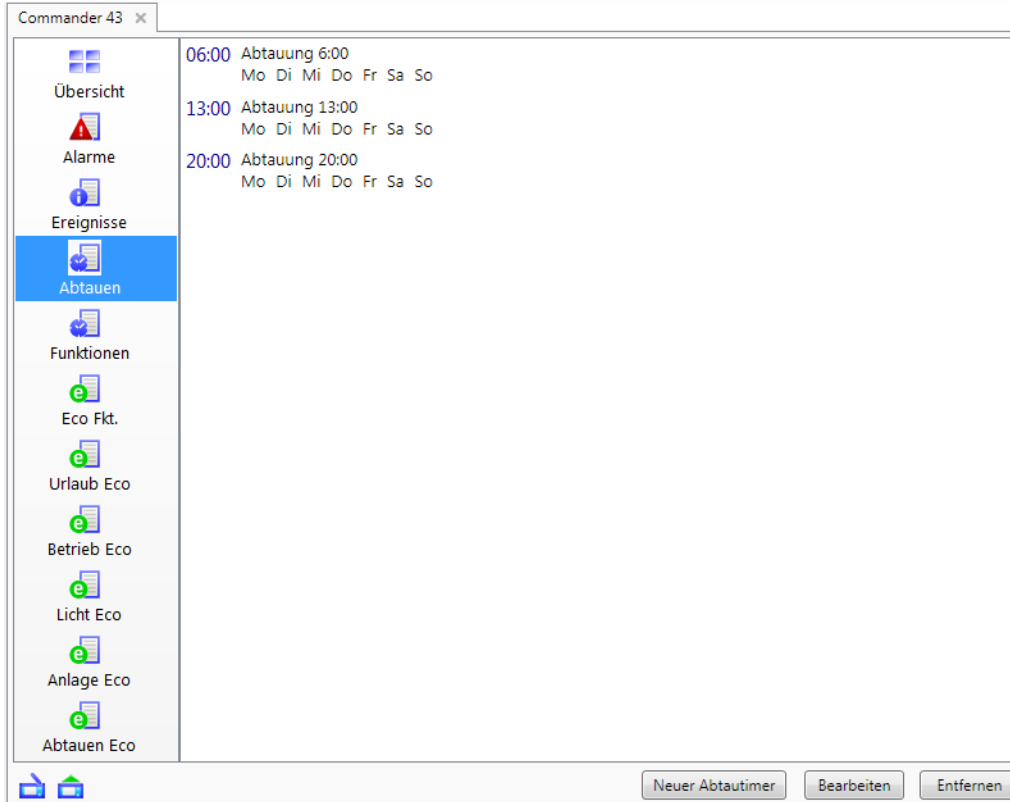 Commander 43
Übersicht
Alarme
Ereignisse
Abtauen
Funktionen
Eco Fkt.
Urlaub Eco
Betrieb Eco
Licht Eco
Anlage Eco
Abtauen Eco
06:00 Abtauung 6:00
Mo Di Mi Do Fr Sa So
13:00 Abtauung 13:00
Mo Di Mi Do Fr Sa So
20:00 Abtauung 20:00
Mo Di Mi Do Fr Sa So
Neuer Abtautimer Bearbeiten Entfernen